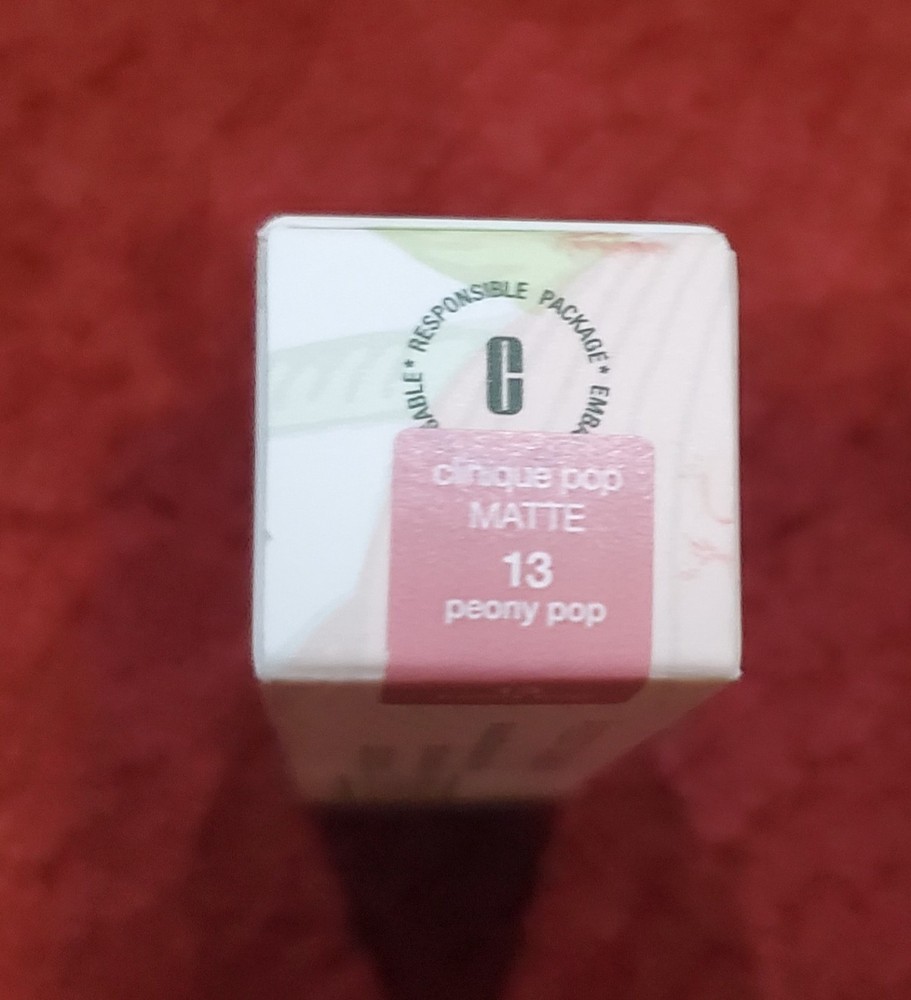 * RESPONSIBLE PACKAGE *
C
clinique pop
MATTE
13
peony pop